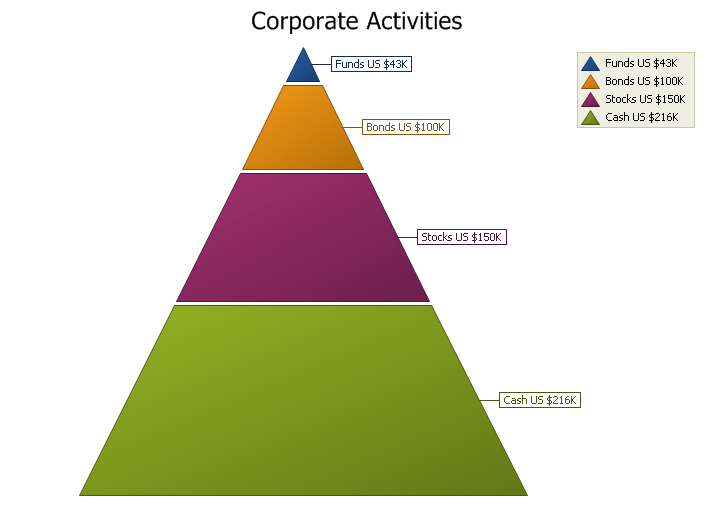 Corporate Activities
Funds US $43K
Bonds US $100K
Stocks US $150K
Cash US $216K
Funds US $43K
Bonds US $100K
Stocks US $150K
Cash US $216K